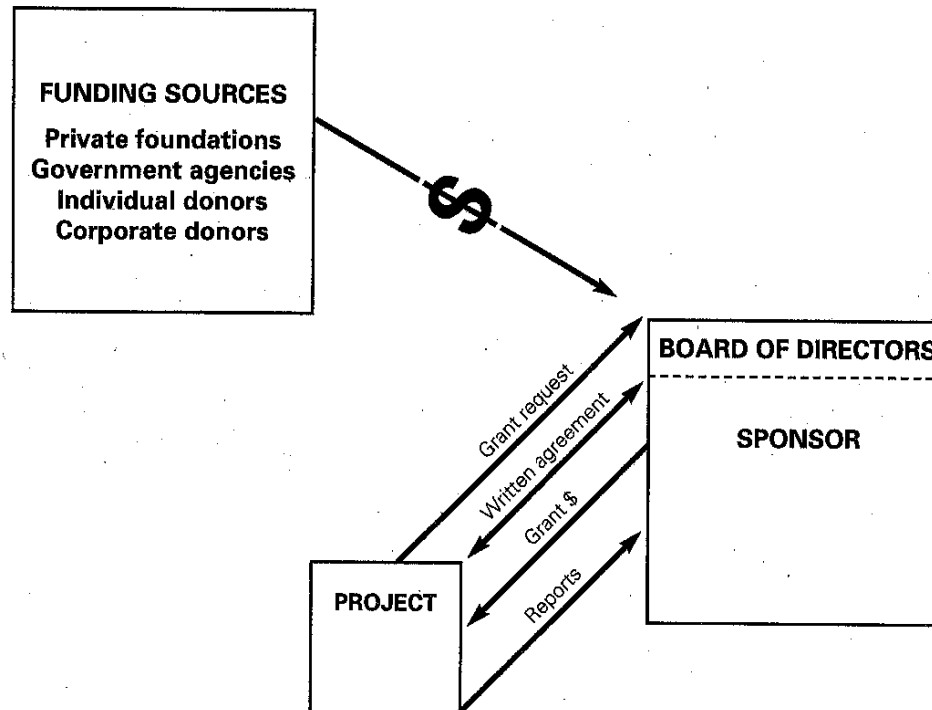 FUNDING SOURCES
Private foundations
Government agencies
Individual donors
Corporate donors
$
BOARD OF DIRECTORS
SPONSOR
Grant request
Written agreement
Grant $
Reports
PROJECT